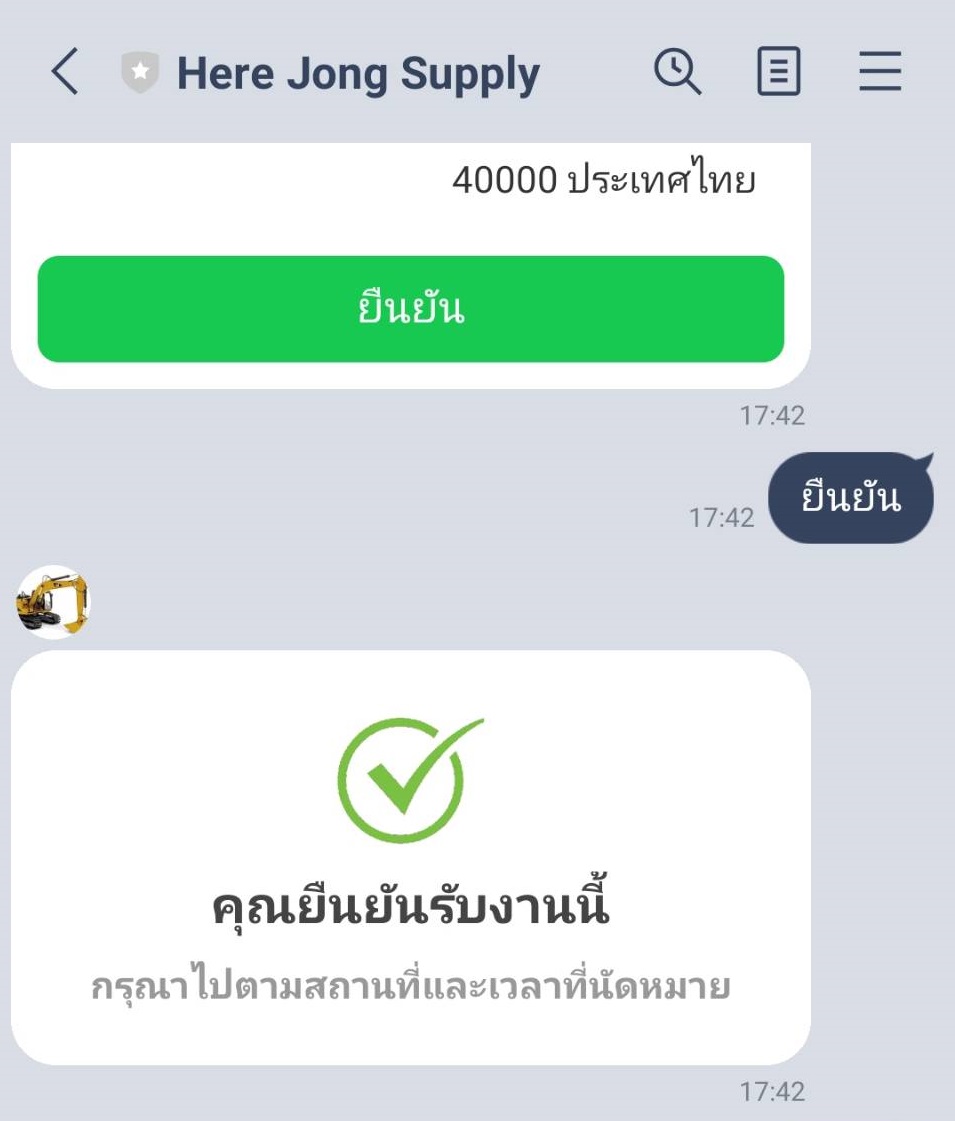 Here Jong Supply
40000 ประเทศไทย
ยืนยัน
17:42
ยืนยัน
17:42
คุณยืนยันรับงานนี้
กรุณาไปตามสถานที่และเวลาที่นัดหมาย
17:42